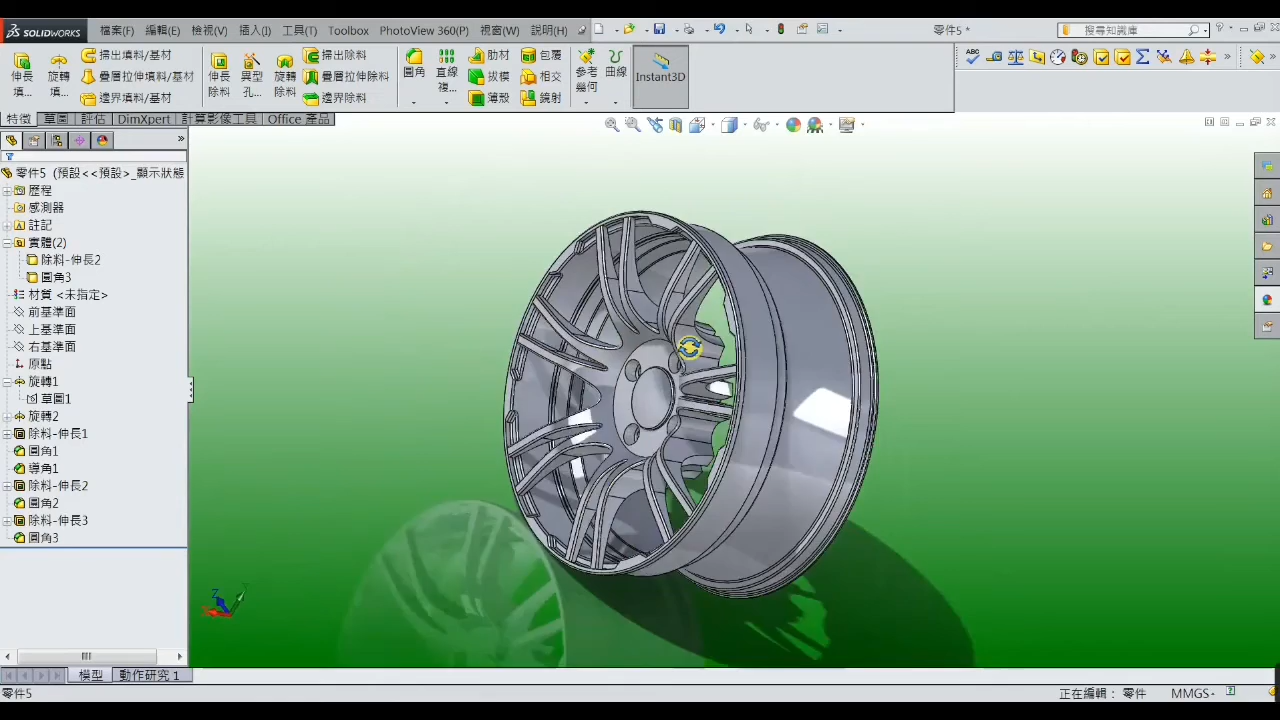 SOLIDWORKS 檔案(F) 編輯(E) 檢視(V) 插入(I) 工具(T) Toolbox PhotoView 360(P) 視窗(W) 說明(H) 零件5 * 搜尋知識庫
伸長填... 旋轉填... 掃出填料/基材 疊層拉伸填料/基材 邊界填料/基材 伸長除料 異型孔... 旋轉除料 掃出除料 疊層拉伸除料 邊界除料 圓角 直線複... 肋材 拔模 薄殼 包覆 相交 鏡射 參考幾何 曲線 Instant3D
特徵 草圖 評估 DimXpert 計算影像工具 Office 產品
零件5 (預設<<預設>_顯示狀態
歷程
感測器
註記
實體(2)
除料-伸長2
圓角3
材質 <未指定>
前基準面
上基準面
右基準面
原點
旋轉1
草圖1
旋轉2
除料-伸長1
圓角1
導角1
除料-伸長2
圓角2
除料-伸長3
圓角3
模型 動作研究 1
零件5 正在編輯： 零件 MMGS